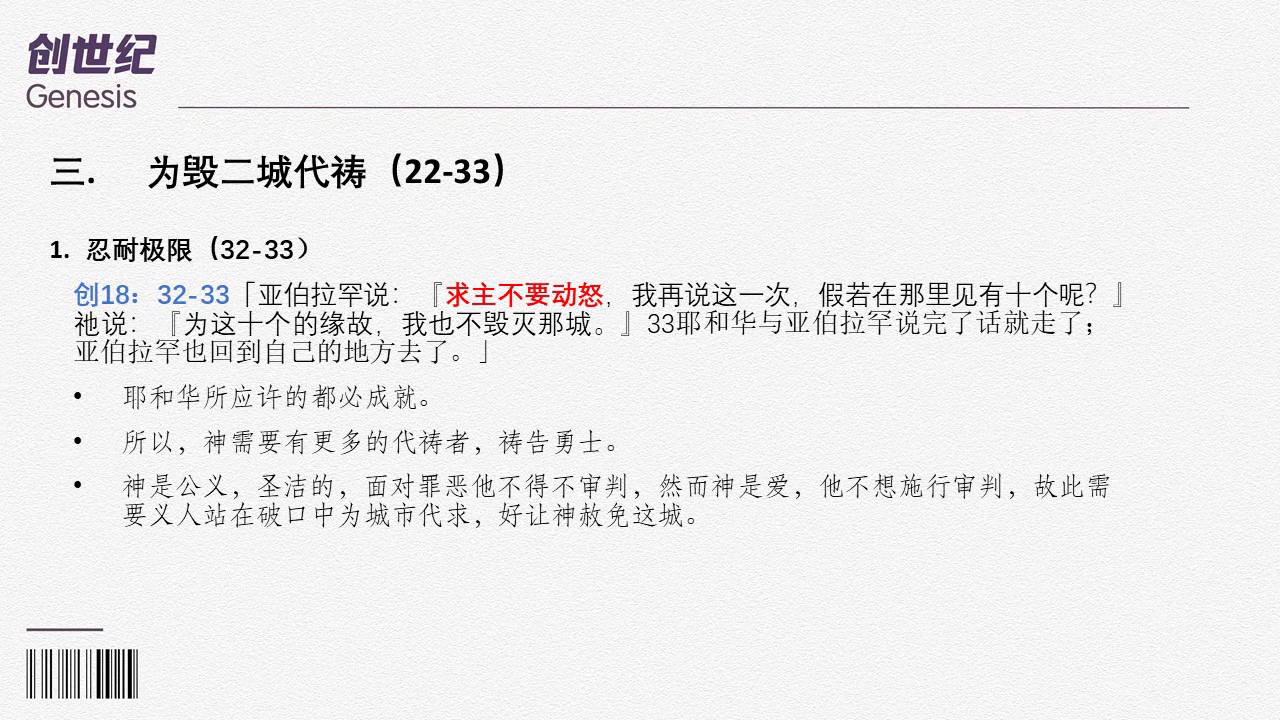 创世纪
Genesis
三. 为毁二城代祷（22-33）
1. 忍耐极限（32-33）
创18：32-33「亚伯拉罕说：『求主不要动怒，我再说这一次，假若在那里见有十个呢？』
祂说：『为这十个的缘故，我也不毁灭那城。』33耶和华与亚伯拉罕说完了话就走了；
亚伯拉罕也回到自己的地方去了。」
• 耶和华所应许的都必成就。
• 所以，神需要有更多的代祷者，祷告勇士。
• 神是公义，圣洁的，面对罪恶他不得不审判，然而神是爱，他不想施行审判，故此需
要义人站在破口中为城市代求，好让神赦免这城。